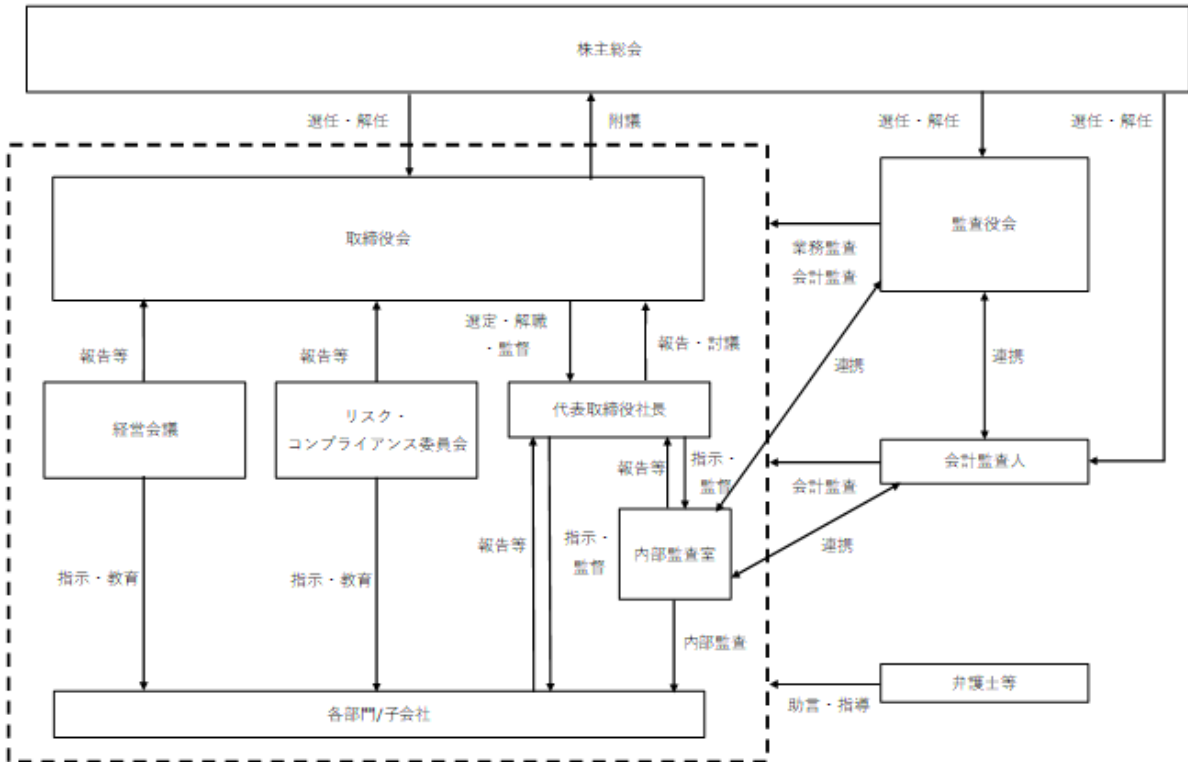 株主総会
選任・解任
附議
選任・解任
選任・解任
取締役会
監査役会
業務監査
会計監査
選定・解職
・監督
報告・討議
報告等
報告等
連携
連携
経営会議
リスク・
コンプライアンス委員会
代表取締役社長
報告等
指示・
監督
会計監査人
会計監査
内部監査室
連携
報告等
指示・
監督
指示・教育
指示・教育
内部監査
各部門/子会社
弁護士等
助言・指導